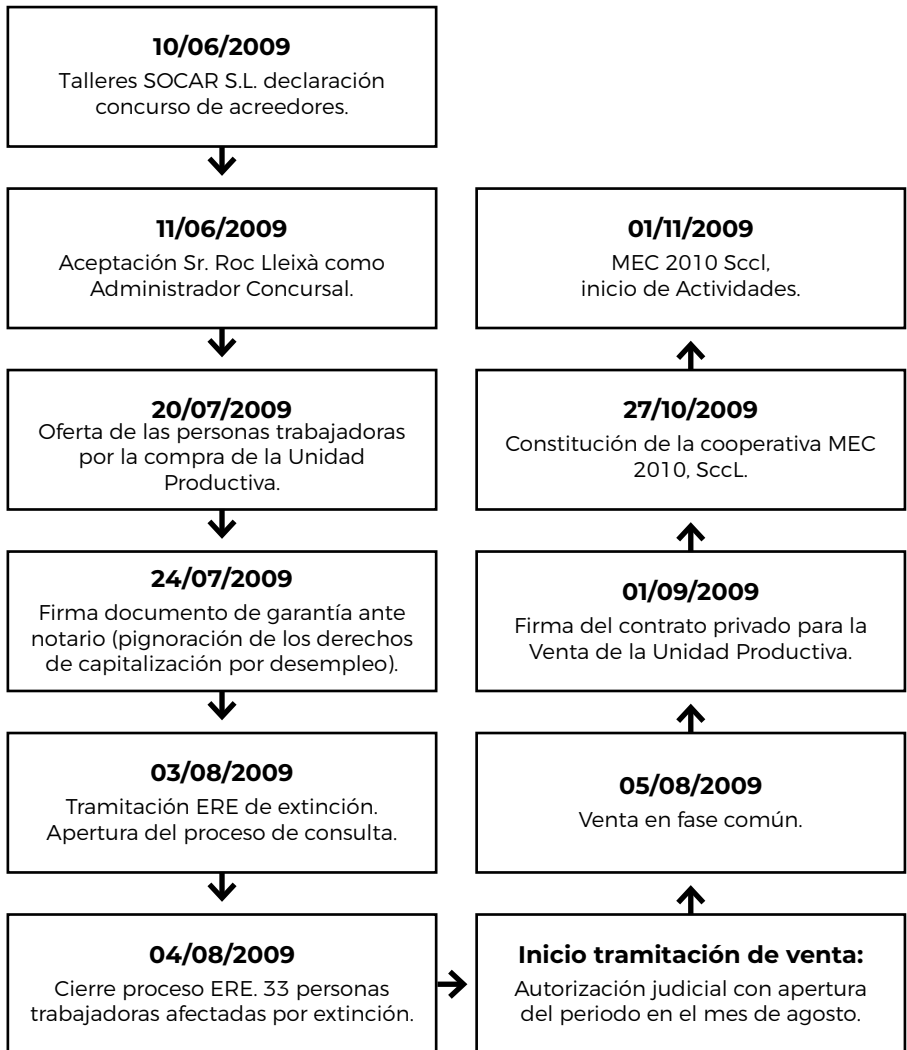 10/06/2009
Talleres SOCAR S.L. declaración
concurso de acreedores.
11/06/2009
Aceptación Sr. Roc Lleixà como
Administrador Concursal.
20/07/2009
Oferta de las personas trabajadoras
por la compra de la Unidad
Productiva.
24/07/2009
Firma documento de garantía ante
notario (pignoración de los derechos
de capitalización por desempleo).
03/08/2009
Tramitación ERE de extinción.
Apertura del proceso de consulta.
04/08/2009
Cierre proceso ERE. 33 personas
trabajadoras afectadas por extinción.
Inicio tramitación de venta:
Autorización judicial con apertura
del periodo en el mes de agosto.
05/08/2009
Venta en fase común.
01/09/2009
Firma del contrato privado para la
Venta de la Unidad Productiva.
27/10/2009
Constitución de la cooperativa MEC
2010, SccL.
01/11/2009
MEC 2010 Sccl,
inicio de Actividades.